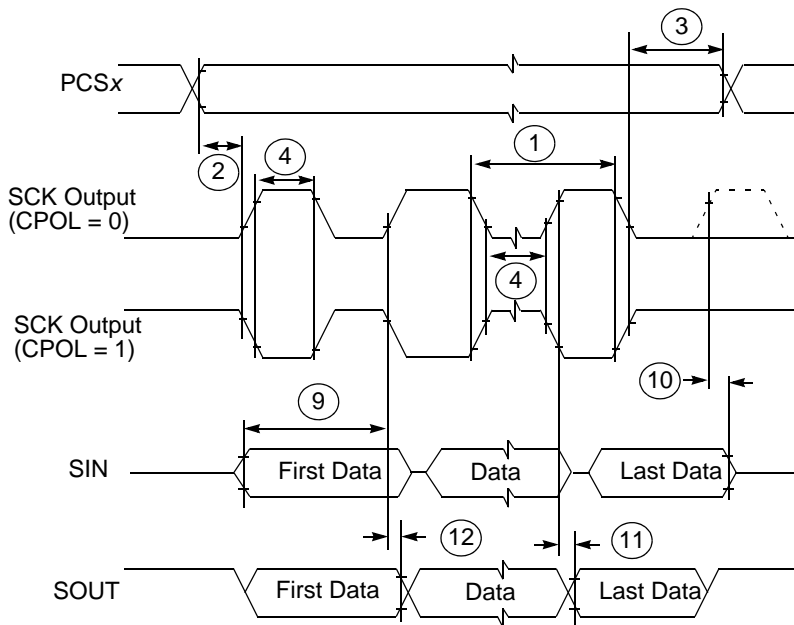 3
PCSx
2
4
1
SCK Output
(CPOL = 0)
4
SCK Output
(CPOL = 1)
10
9
SIN
First Data
Data
Last Data
12
11
SOUT
First Data
Data
Last Data